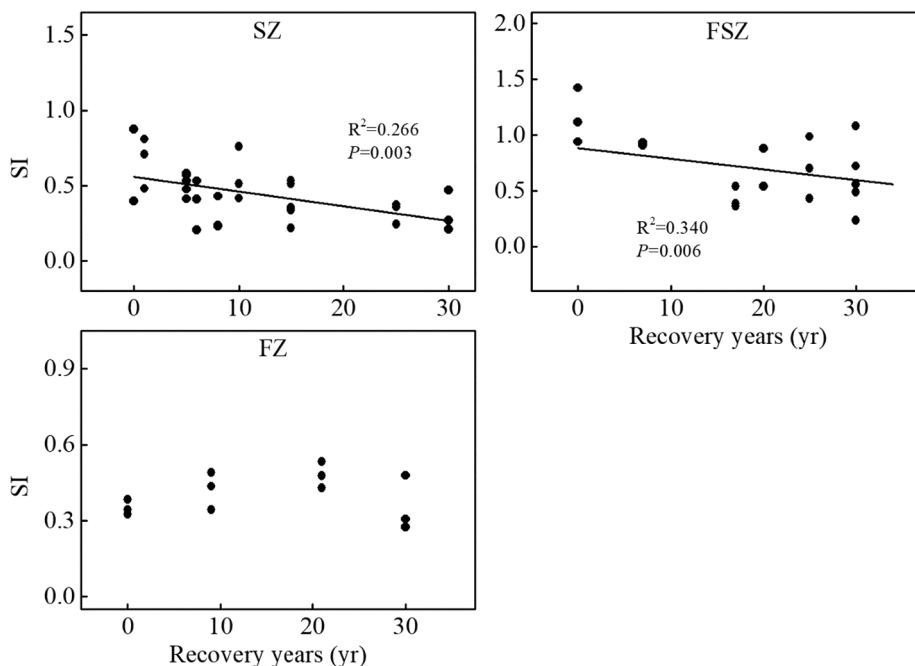 SZ
1.5
1.0
0.5
0.0
SI
R²=0.266
P=0.003
0 10 20 30
FSZ
2.0
1.5
1.0
0.5
0.0
R²=0.340
P=0.006
0 10 20 30
Recovery years (yr)
FZ
0.9
0.6
0.3
0.0
SI
0 10 20 30
Recovery years (yr)